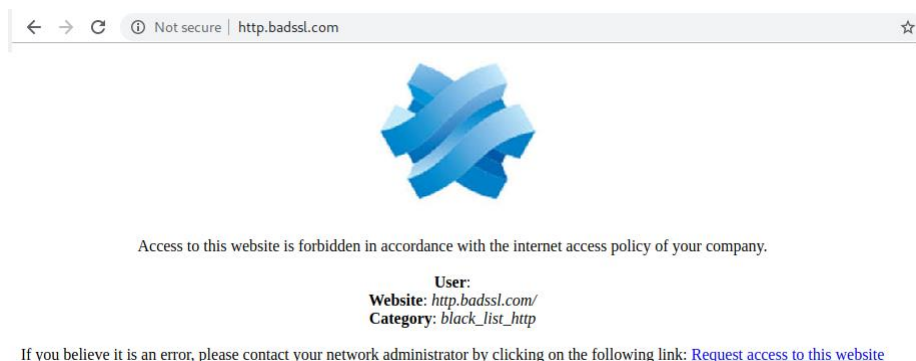 Not secure | http.badssl.com
Access to this website is forbidden in accordance with the internet access policy of your company.
User:
Website: http.badssl.com/
Category: black_list_http
If you believe it is an error, please contact your network administrator by clicking on the following link: Request access to this website